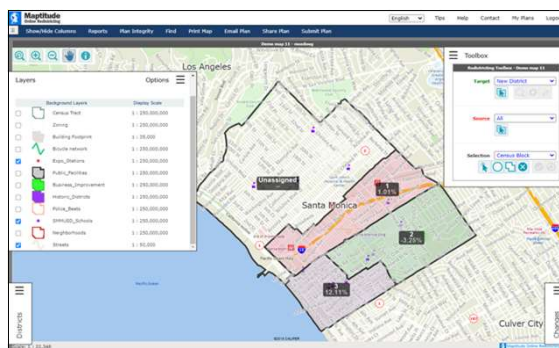 Maptitude
Online Redistricting
English
Tips
Help
Contact
My Plans
Logout
Show/Hide Columns
Reports
Plan Integrity
Find
Print Map
Email Plan
Share Plan
Submit Plan
Los Angeles
Layers
Options
Background Layers
Display Scale
Census Tract
1 : 250,000,000
Zoning
1 : 250,000,000
Building Footprint
1 : 35,000
Bicycle network
1 : 250,000,000
Expo_Stations
1 : 250,000,000
Public_Facilities
1 : 250,000,000
Business_Improvement
1 : 250,000,000
Historic_Districts
1 : 250,000,000
Police_Beats
1 : 250,000,000
SMMUSD_Schools
1 : 250,000,000
Neighborhoods
1 : 250,000,000
Streets
1 : 50,000
Toolbox
Target
New District
Source
All
Selection
Census Block
Unassigned
1
1.01%
Santa Monica
2
-3.25%
3
12.11%
Districts
Changes
Culver City